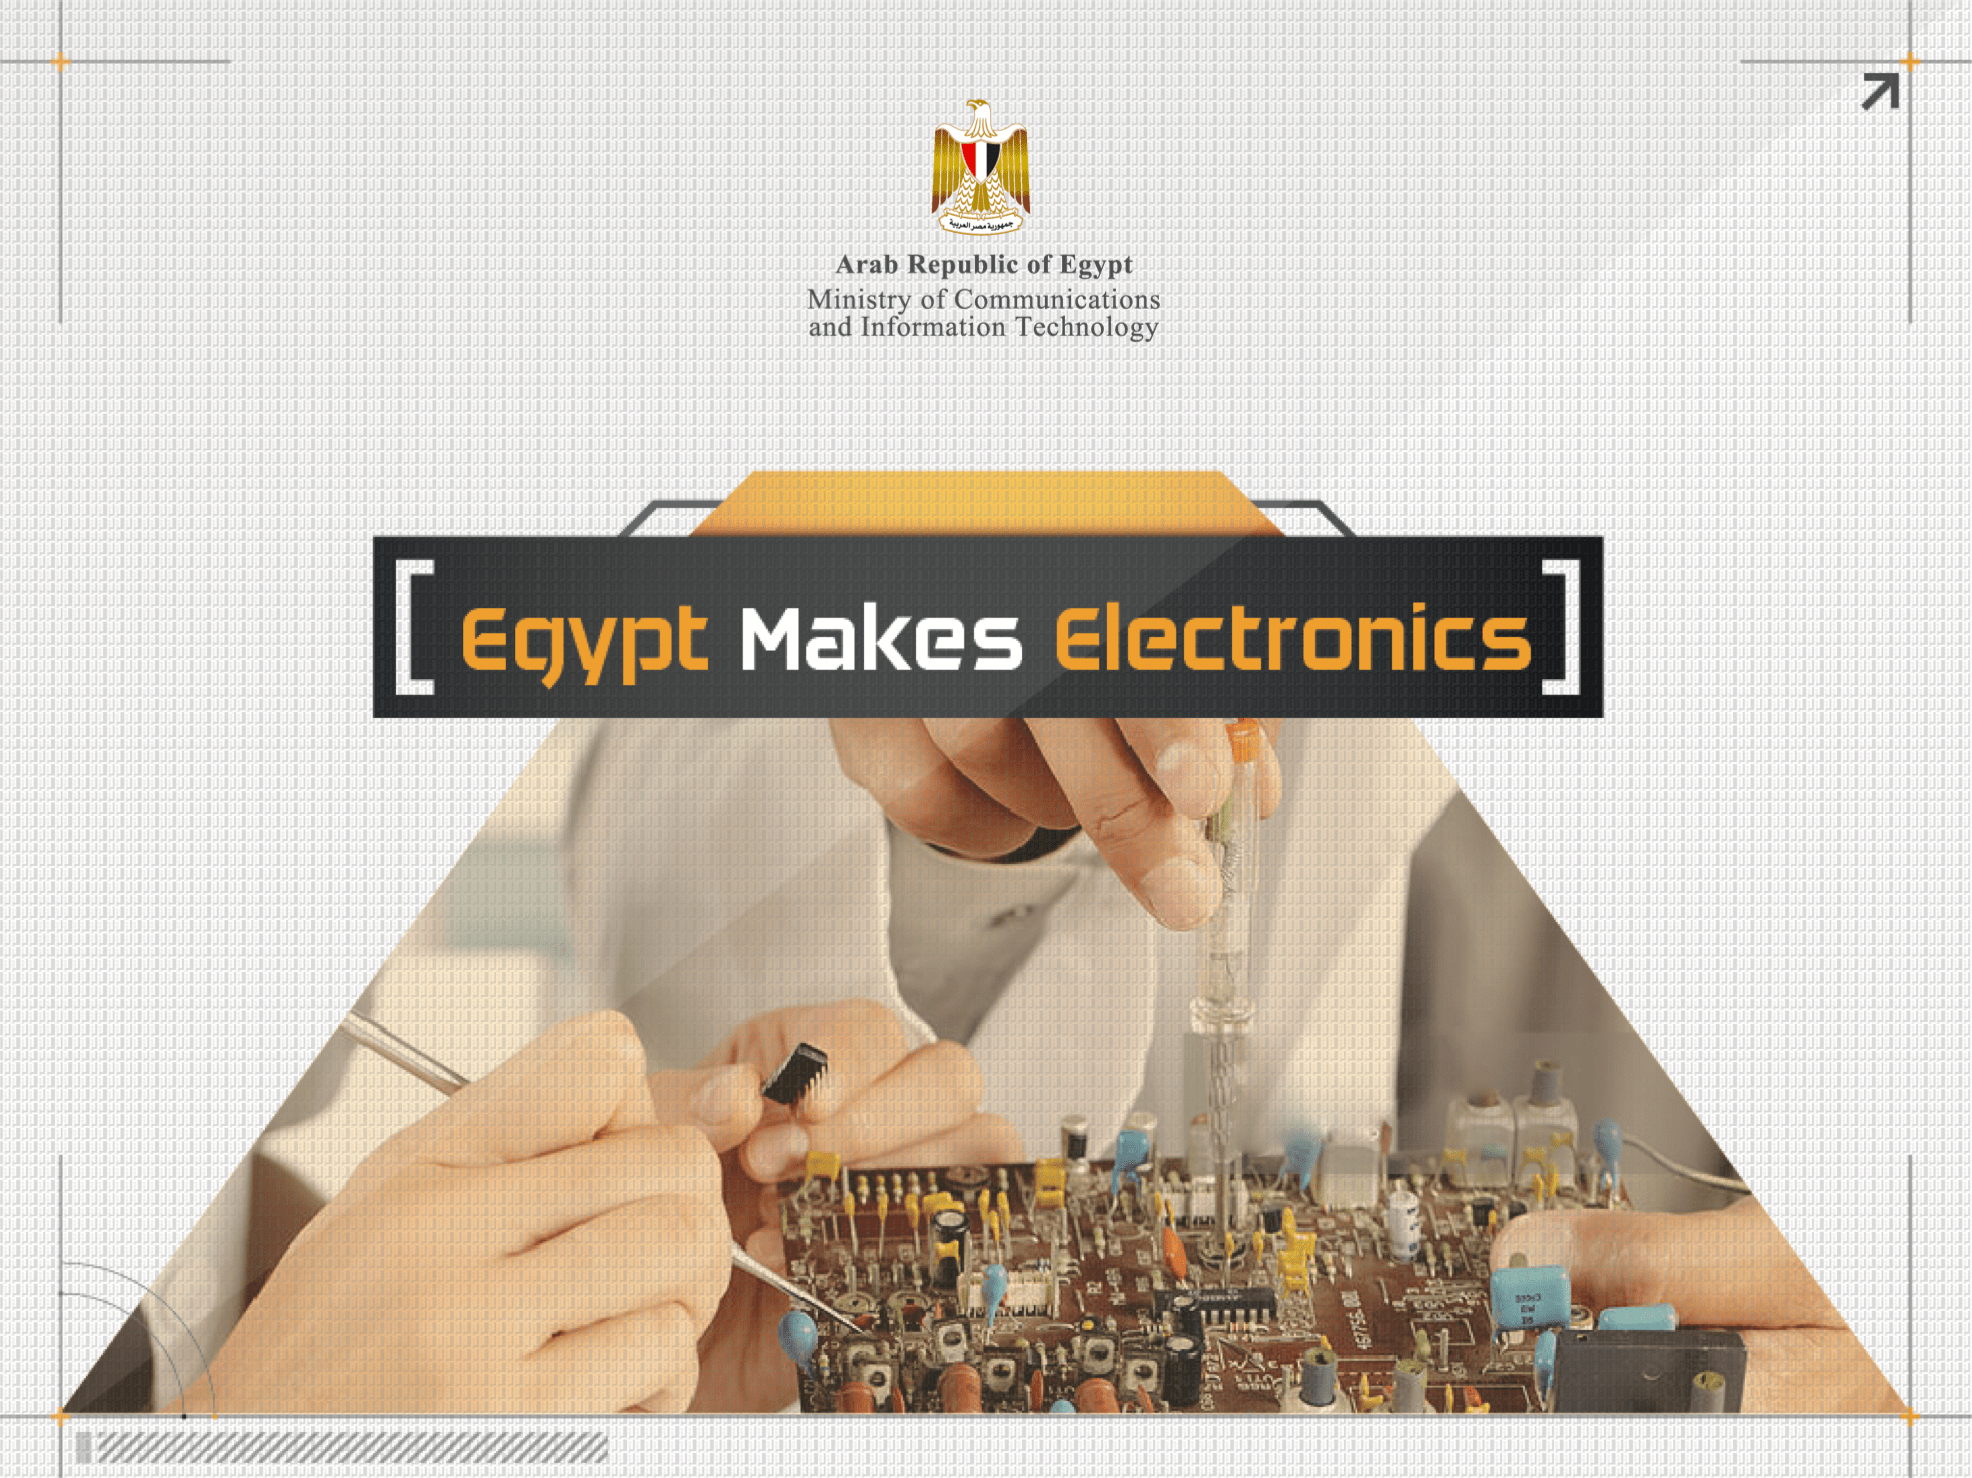 جمهورية مصر العربية
Arab Republic of Egypt
Ministry of Communications
and Information Technology
[ Egypt Makes Electronics ]